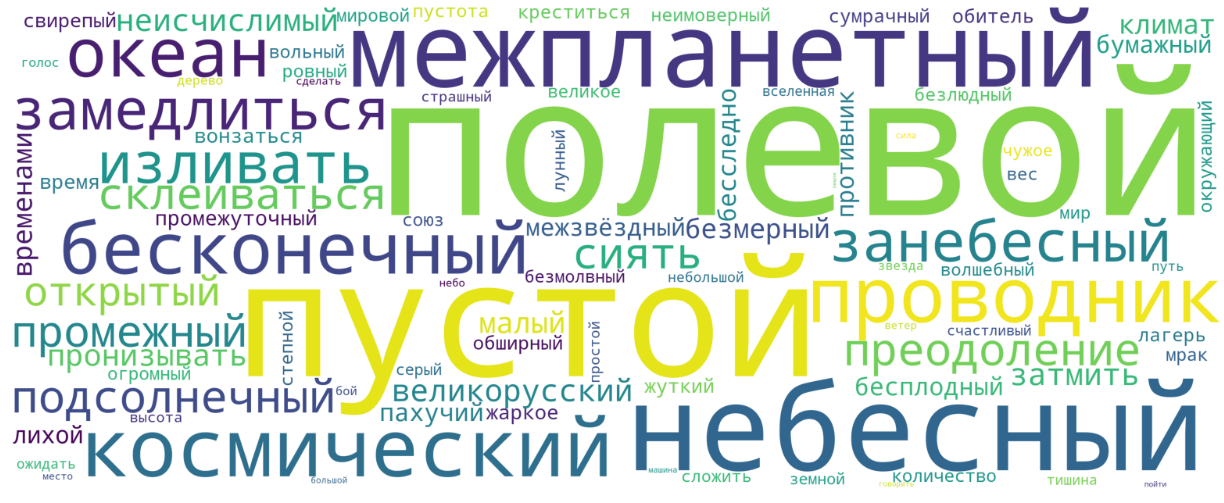 свирепый
неисчислимый
мировой
пустота
креститься
неимоверный
сумрачный
обитель
климат
океан
вольный
межпланетный
бумажный
голос
ровный
дерево
сделать
замедлиться
страшный
великое
вселенная
безлюдный
полевой
вонзаться
временами
изливать
лунный
бесследно
сила
противник
чужое
окружающий
время
склеиваться
вес
промежуточный
союз
межзвёздный
безмерный
мир
бесконечный
сиять
занебесный
небо
безмолвный
небольшой
звезда
волшебный
путь
открытый
пустой
проводник
промежный
степной
малый
простой
ветер
счастливый
лагерь
пронизывать
обширный
преодоление
мрак
огромный
серый
жуткий
бесплодный
затмить
подсолнечный
бой
великорусский
небесный
высота
пахучий
жаркое
лихой
космический
ожидать
место
большой
машина
сложить
земной
количество
говорить
тишина
пойти